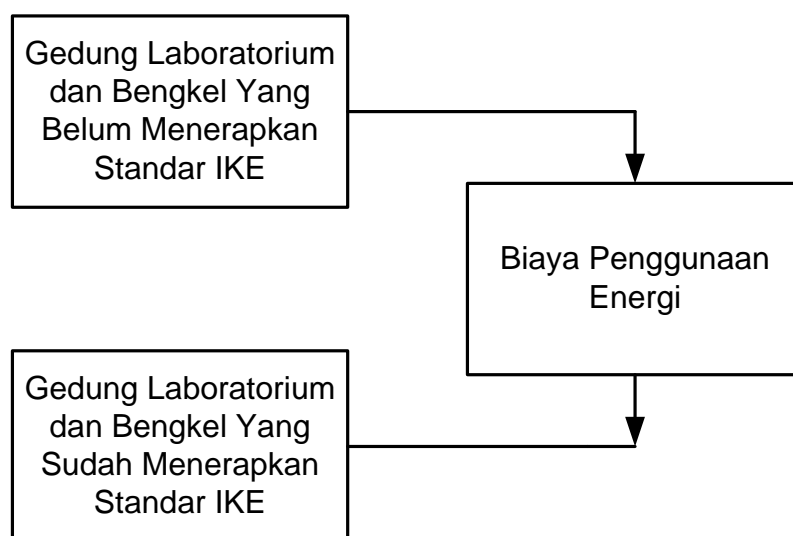 Gedung Laboratorium
dan Bengkel Yang
Belum Menerapkan
Standar IKE
Biaya Penggunaan
Energi
Gedung Laboratorium
dan Bengkel Yang
Sudah Menerapkan
Standar IKE